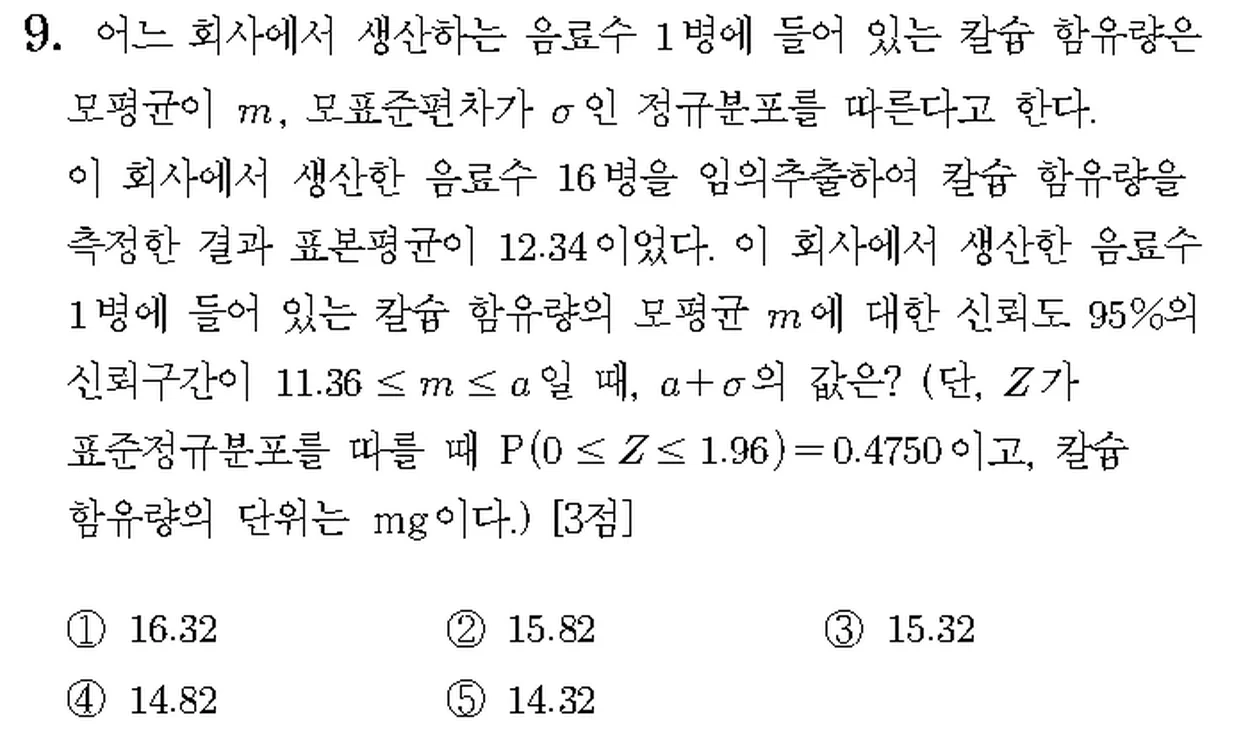 9. 어느 회사에서 생산하는 음료수 1병에 들어 있는 칼슘 함유량은
모평균이 m, 모표준편차가 σ인 정규분포를 따른다고 한다.
이 회사에서 생산한 음료수 16병을 임의추출하여 칼슘 함유량을
측정한 결과 표본평균이 12.34이었다. 이 회사에서 생산한 음료수
1병에 들어 있는 칼슘 함유량의 모평균 m에 대한 신뢰도 95%의
신뢰구간이 11.36 ≤ m ≤ a일 때, a+σ의 값은? (단, Z가
표준정규분포를 따를 때 P(0 ≤ Z ≤ 1.96)=0.4750이고, 칼슘
함유량의 단위는 mg이다.) [3점]
① 16.32 ② 15.82 ③ 15.32
④ 14.82 ⑤ 14.32